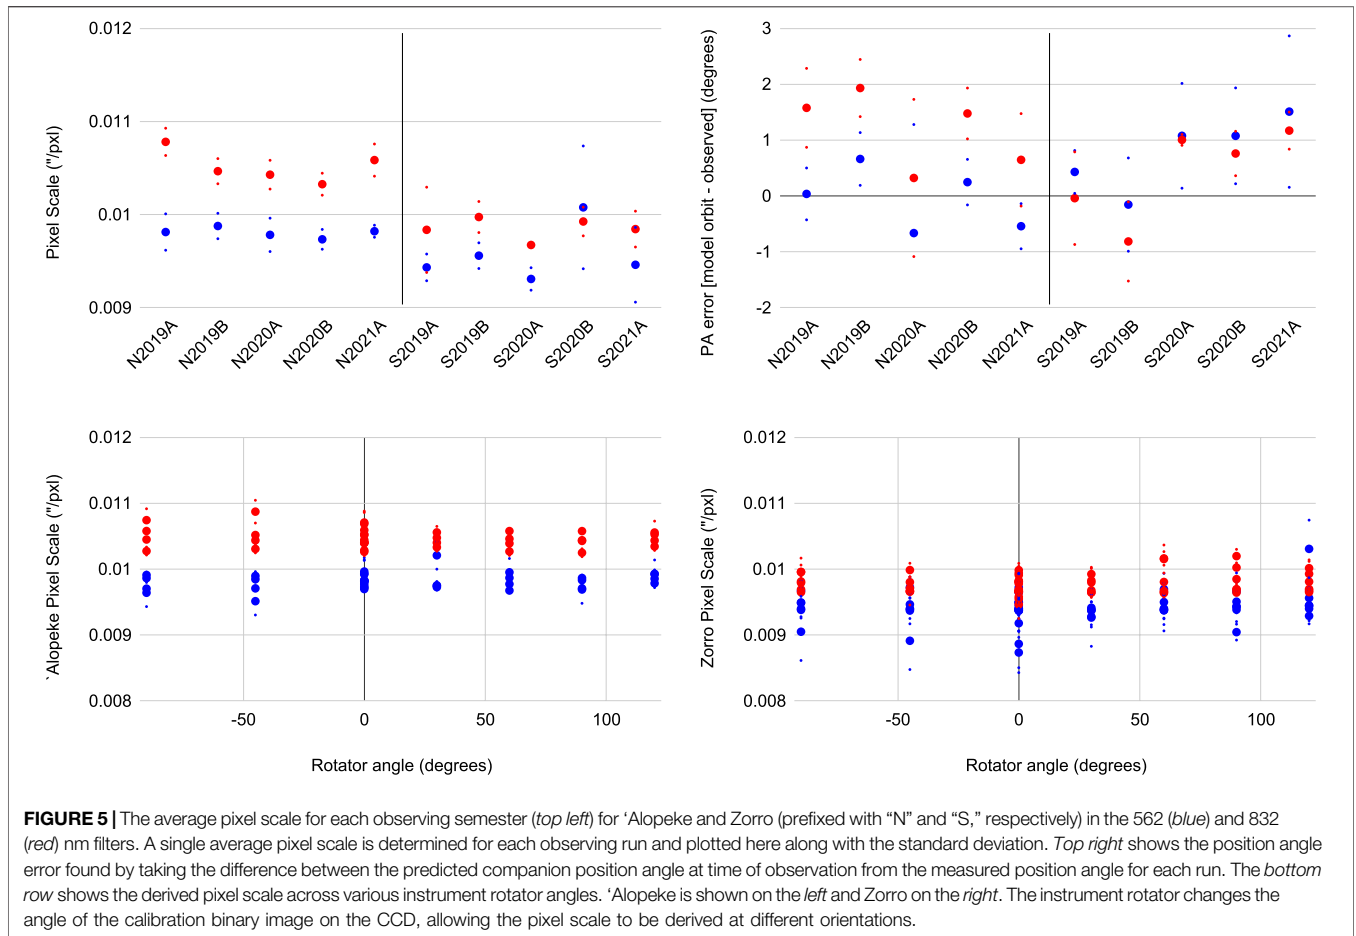 0.012
0.011
0.01
0.009
Pixel Scale ("/pxl)
N2019A
N2019B
N2020A
N2020B
N2021A
S2019A
S2019B
S2020A
S2020B
S2021A
3
2
1
0
-1
-2
PA error [model orbit - observed] (degrees)
N2019A
N2019B
N2020A
N2020B
N2021A
S2019A
S2019B
S2020A
S2020B
S2021A
0.012
0.011
0.01
0.009
0.008
`Alopeke Pixel Scale ("/pxl)
-50
0
50
100
Rotator angle (degrees)
0.012
0.011
0.01
0.009
0.008
Zorro Pixel Scale ("/pxl)
-50
0
50
100
Rotator angle (degrees)
FIGURE 5 | The average pixel scale for each observing semester (top left) for ‘Alopeke and Zorro (prefixed with “N” and “S,” respectively) in the 562 (blue) and 832
(red) nm filters. A single average pixel scale is determined for each observing run and plotted here along with the standard deviation. Top right shows the position angle
error found by taking the difference between the predicted companion position angle at time of observation from the measured position angle for each run. The bottom
row shows the derived pixel scale across various instrument rotator angles. ‘Alopeke is shown on the left and Zorro on the right. The instrument rotator changes the
angle of the calibration binary image on the CCD, allowing the pixel scale to be derived at different orientations.